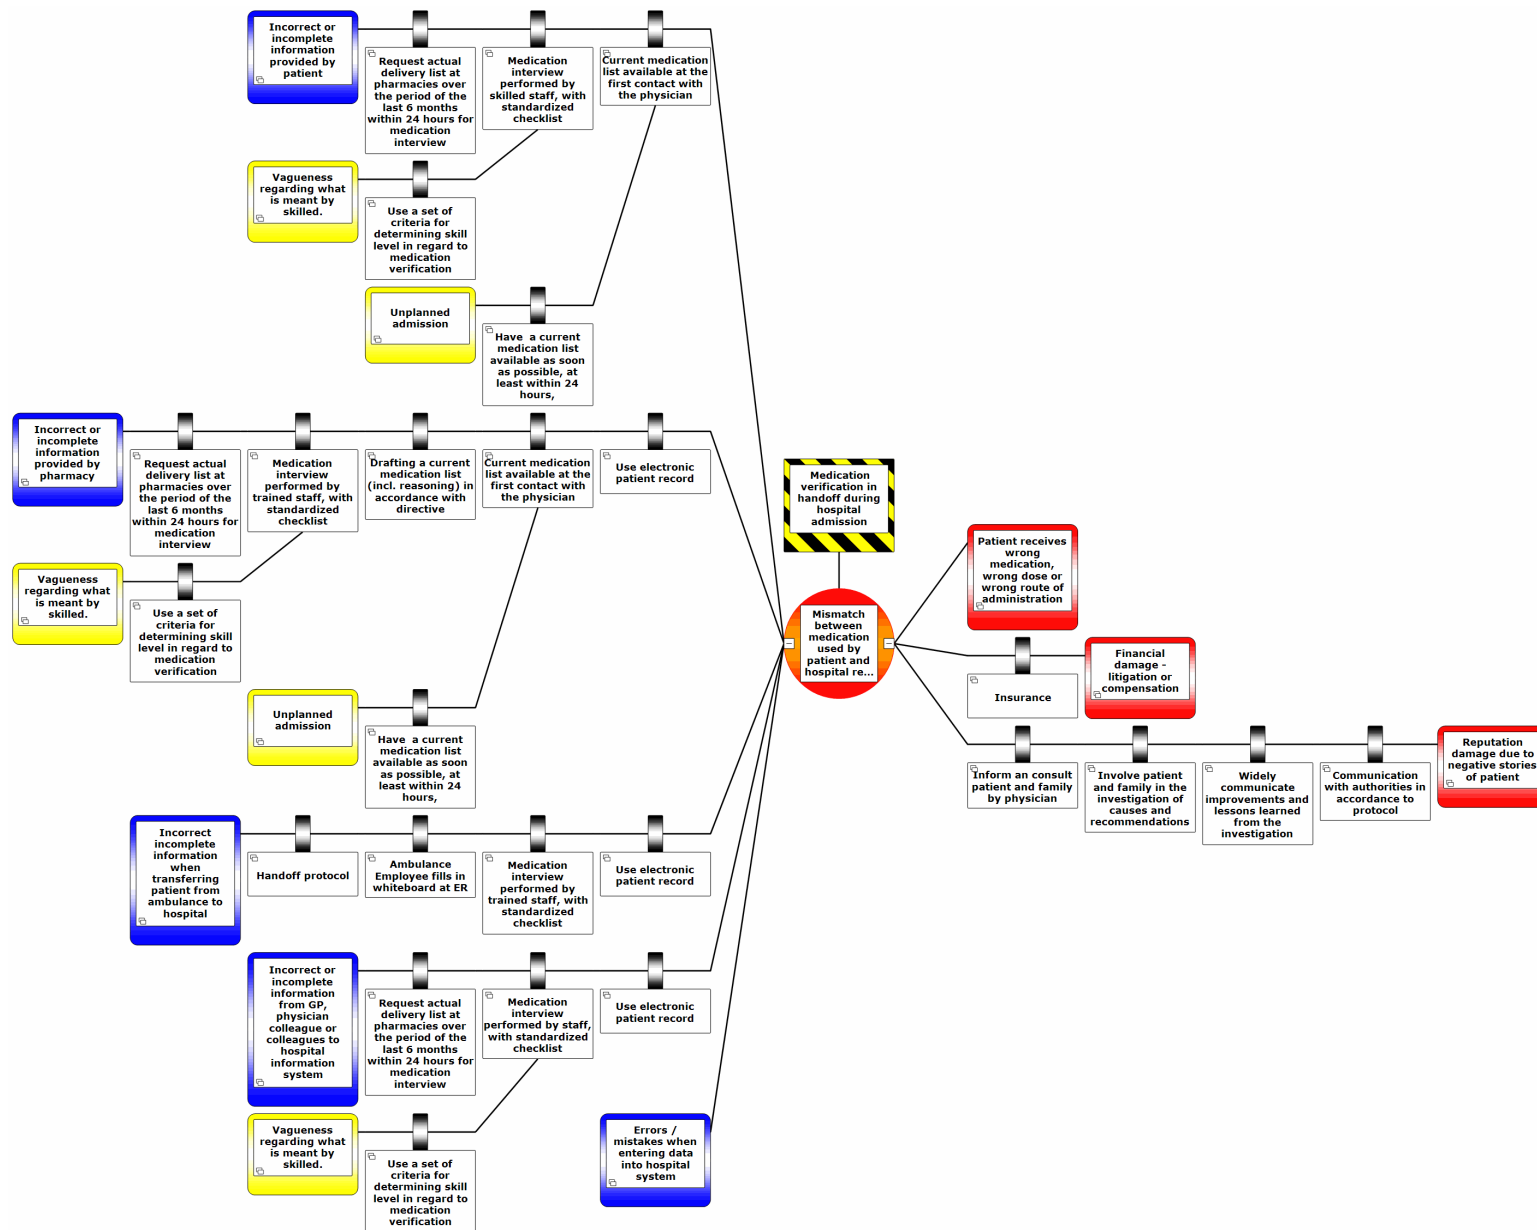 Incorrect or
incomplete
information
provided by
patient
Request actual
delivery list at
pharmacies over
the period of the
last 6 months
within 24 hours for
medication
interview
Medication
interview
performed by
skilled staff, with
standardized
checklist
Current medication
list available at the
first contact with
the physician
Vagueness
regarding what
is meant by
skilled.
Use a set of
criteria for
determining skill
level in regard to
medication
verification
Unplanned
admission
Have a current
medication list
available as soon
as possible, at
least within 24
hours,
Incorrect or
incomplete
information
provided by
pharmacy
Request actual
delivery list at
pharmacies over
the period of the
last 6 months
within 24 hours for
medication
interview
Medication
interview
performed by
trained staff, with
standardized
checklist
Drafting a current
medication list
(incl. reasoning) in
accordance with
directive
Current medication
list available at the
first contact with
the physician
Use electronic
patient record
Vagueness
regarding what
is meant by
skilled.
Use a set of
criteria for
determining skill
level in regard to
medication
verification
Unplanned
admission
Have a current
medication list
available as soon
as possible, at
least within 24
hours,
Incorrect
incomplete
information
when
transferring
patient from
ambulance to
hospital
Handoff protocol
Ambulance
Employee fills in
whiteboard at ER
Medication
interview
performed by
trained staff, with
standardized
checklist
Use electronic
patient record
Incorrect or
incomplete
information
from GP,
physician
colleague or
colleagues to
hospital
information
system
Request actual
delivery list at
pharmacies over
the period of the
last 6 months
within 24 hours for
medication
interview
Medication
interview
performed by staff,
with standardized
checklist
Use electronic
patient record
Vagueness
regarding what
is meant by
skilled.
Use a set of
criteria for
determining skill
level in regard to
medication
verification
Errors /
mistakes when
entering data
into hospital
system
Medication
verification in
handoff during
hospital
admission
Mismatch
between
medication
used by
patient and
hospital re...
Patient receives
wrong
medication,
wrong dose or
wrong route of
administration
Insurance
Financial
damage -
litigation or
compensation
Inform an consult
patient and family
by physician
Involve patient
and family in the
investigation of
causes and
recommendations
Widely
communicate
improvements and
lessons learned
from the
investigation
Communication
with authorities in
accordance to
protocol
Reputation
damage due to
negative stories
of patient